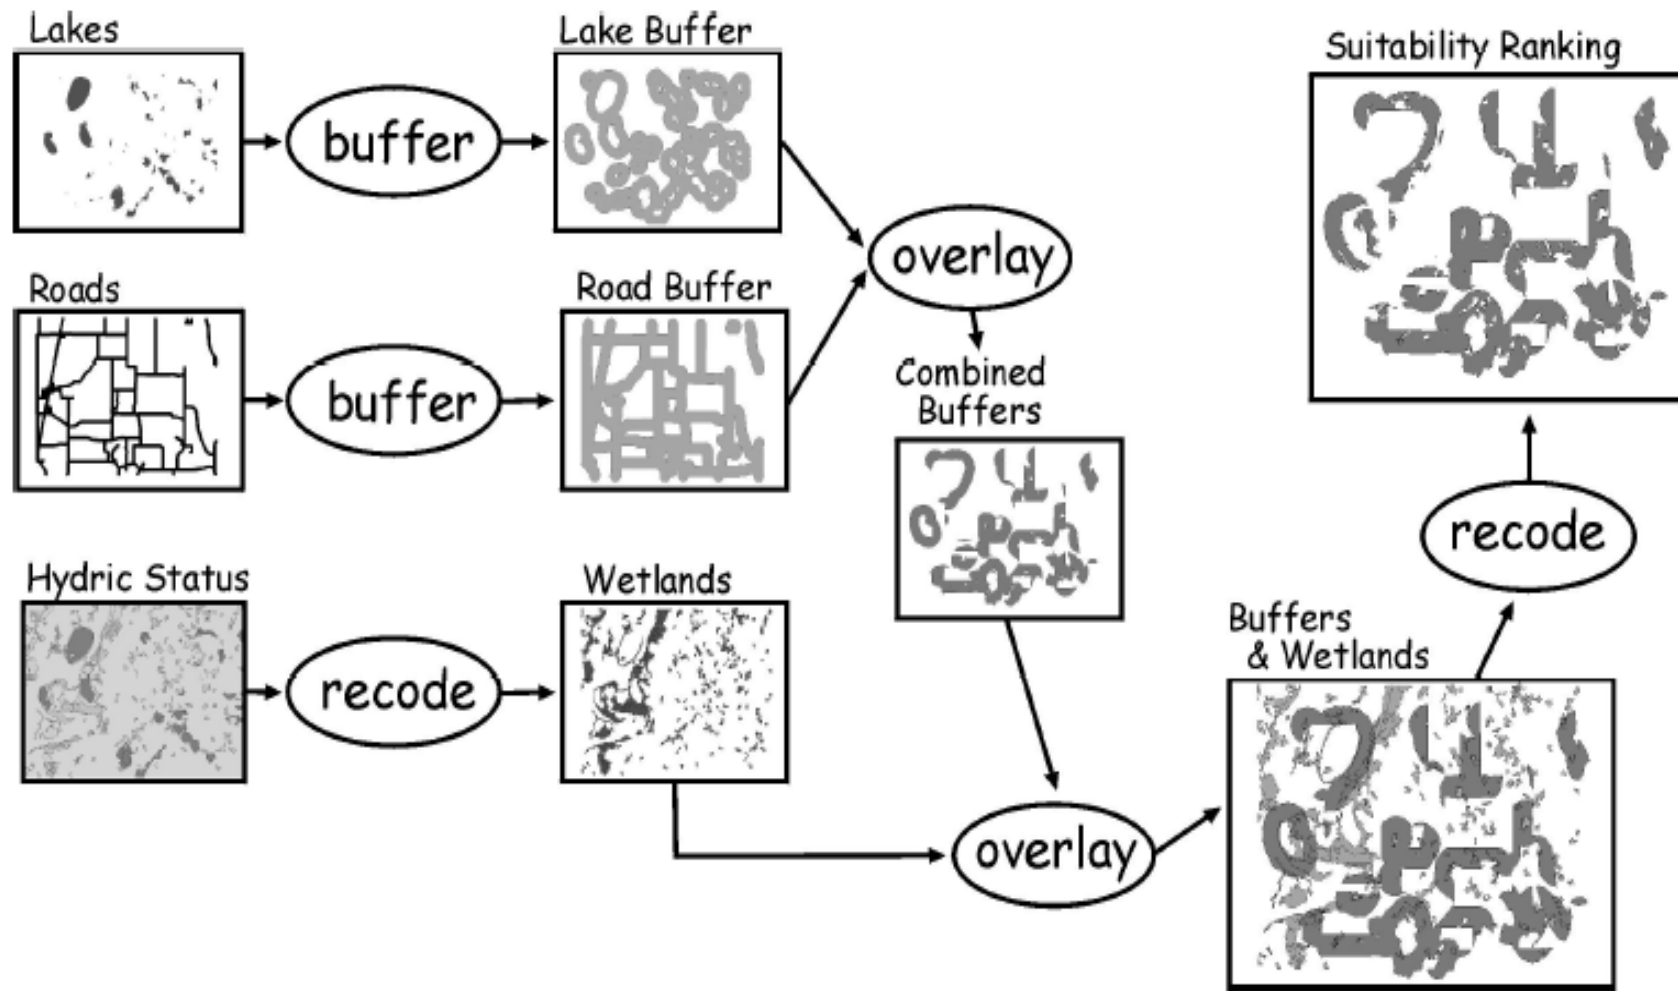 Lakes
buffer
Lake Buffer
overlay
Roads
buffer
Road Buffer
Combined
Buffers
Hydric Status
recode
Wetlands
overlay
Buffers
& Wetlands
recode
Suitability Ranking